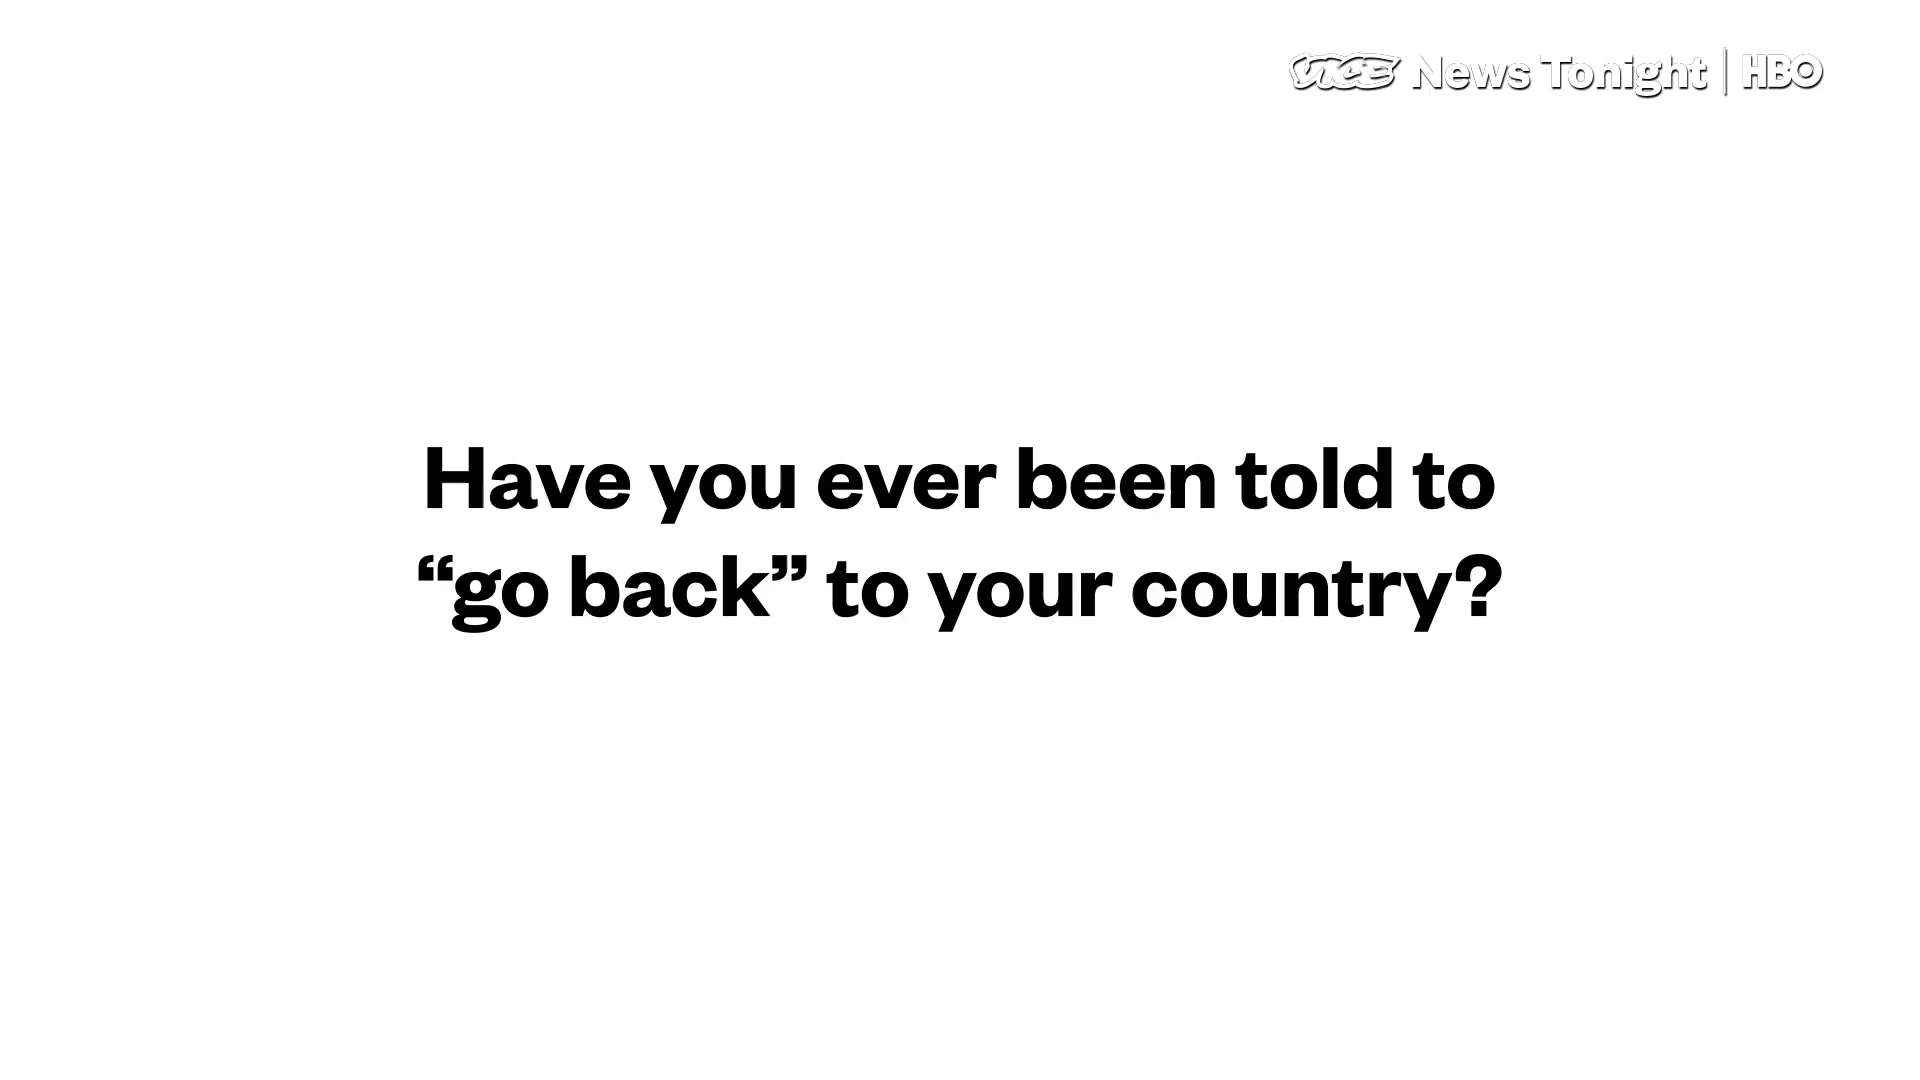 VICE News Tonight | HBO
Have you ever been told to
“go back” to your country?